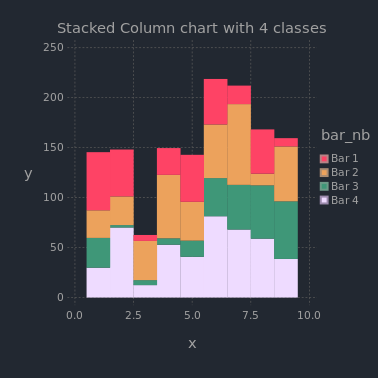 Stacked Column chart with 4 classes
250
200
150
100
50
0
y
0.0 2.5 5.0 7.5 10.0
x
bar_nb
Bar 1
Bar 2
Bar 3
Bar 4